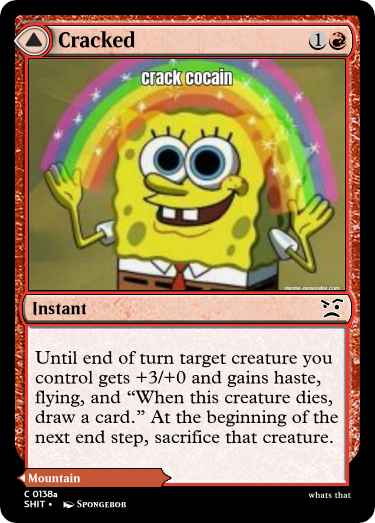 Cracked 1
crack cocain
meme-generator.com
Instant
Until end of turn target creature you
control gets +3/+0 and gains haste,
flying, and “When this creature dies,
draw a card.” At the beginning of the
next end step, sacrifice that creature.
Mountain
C 0138a
SHIT • Spongebob
whats that